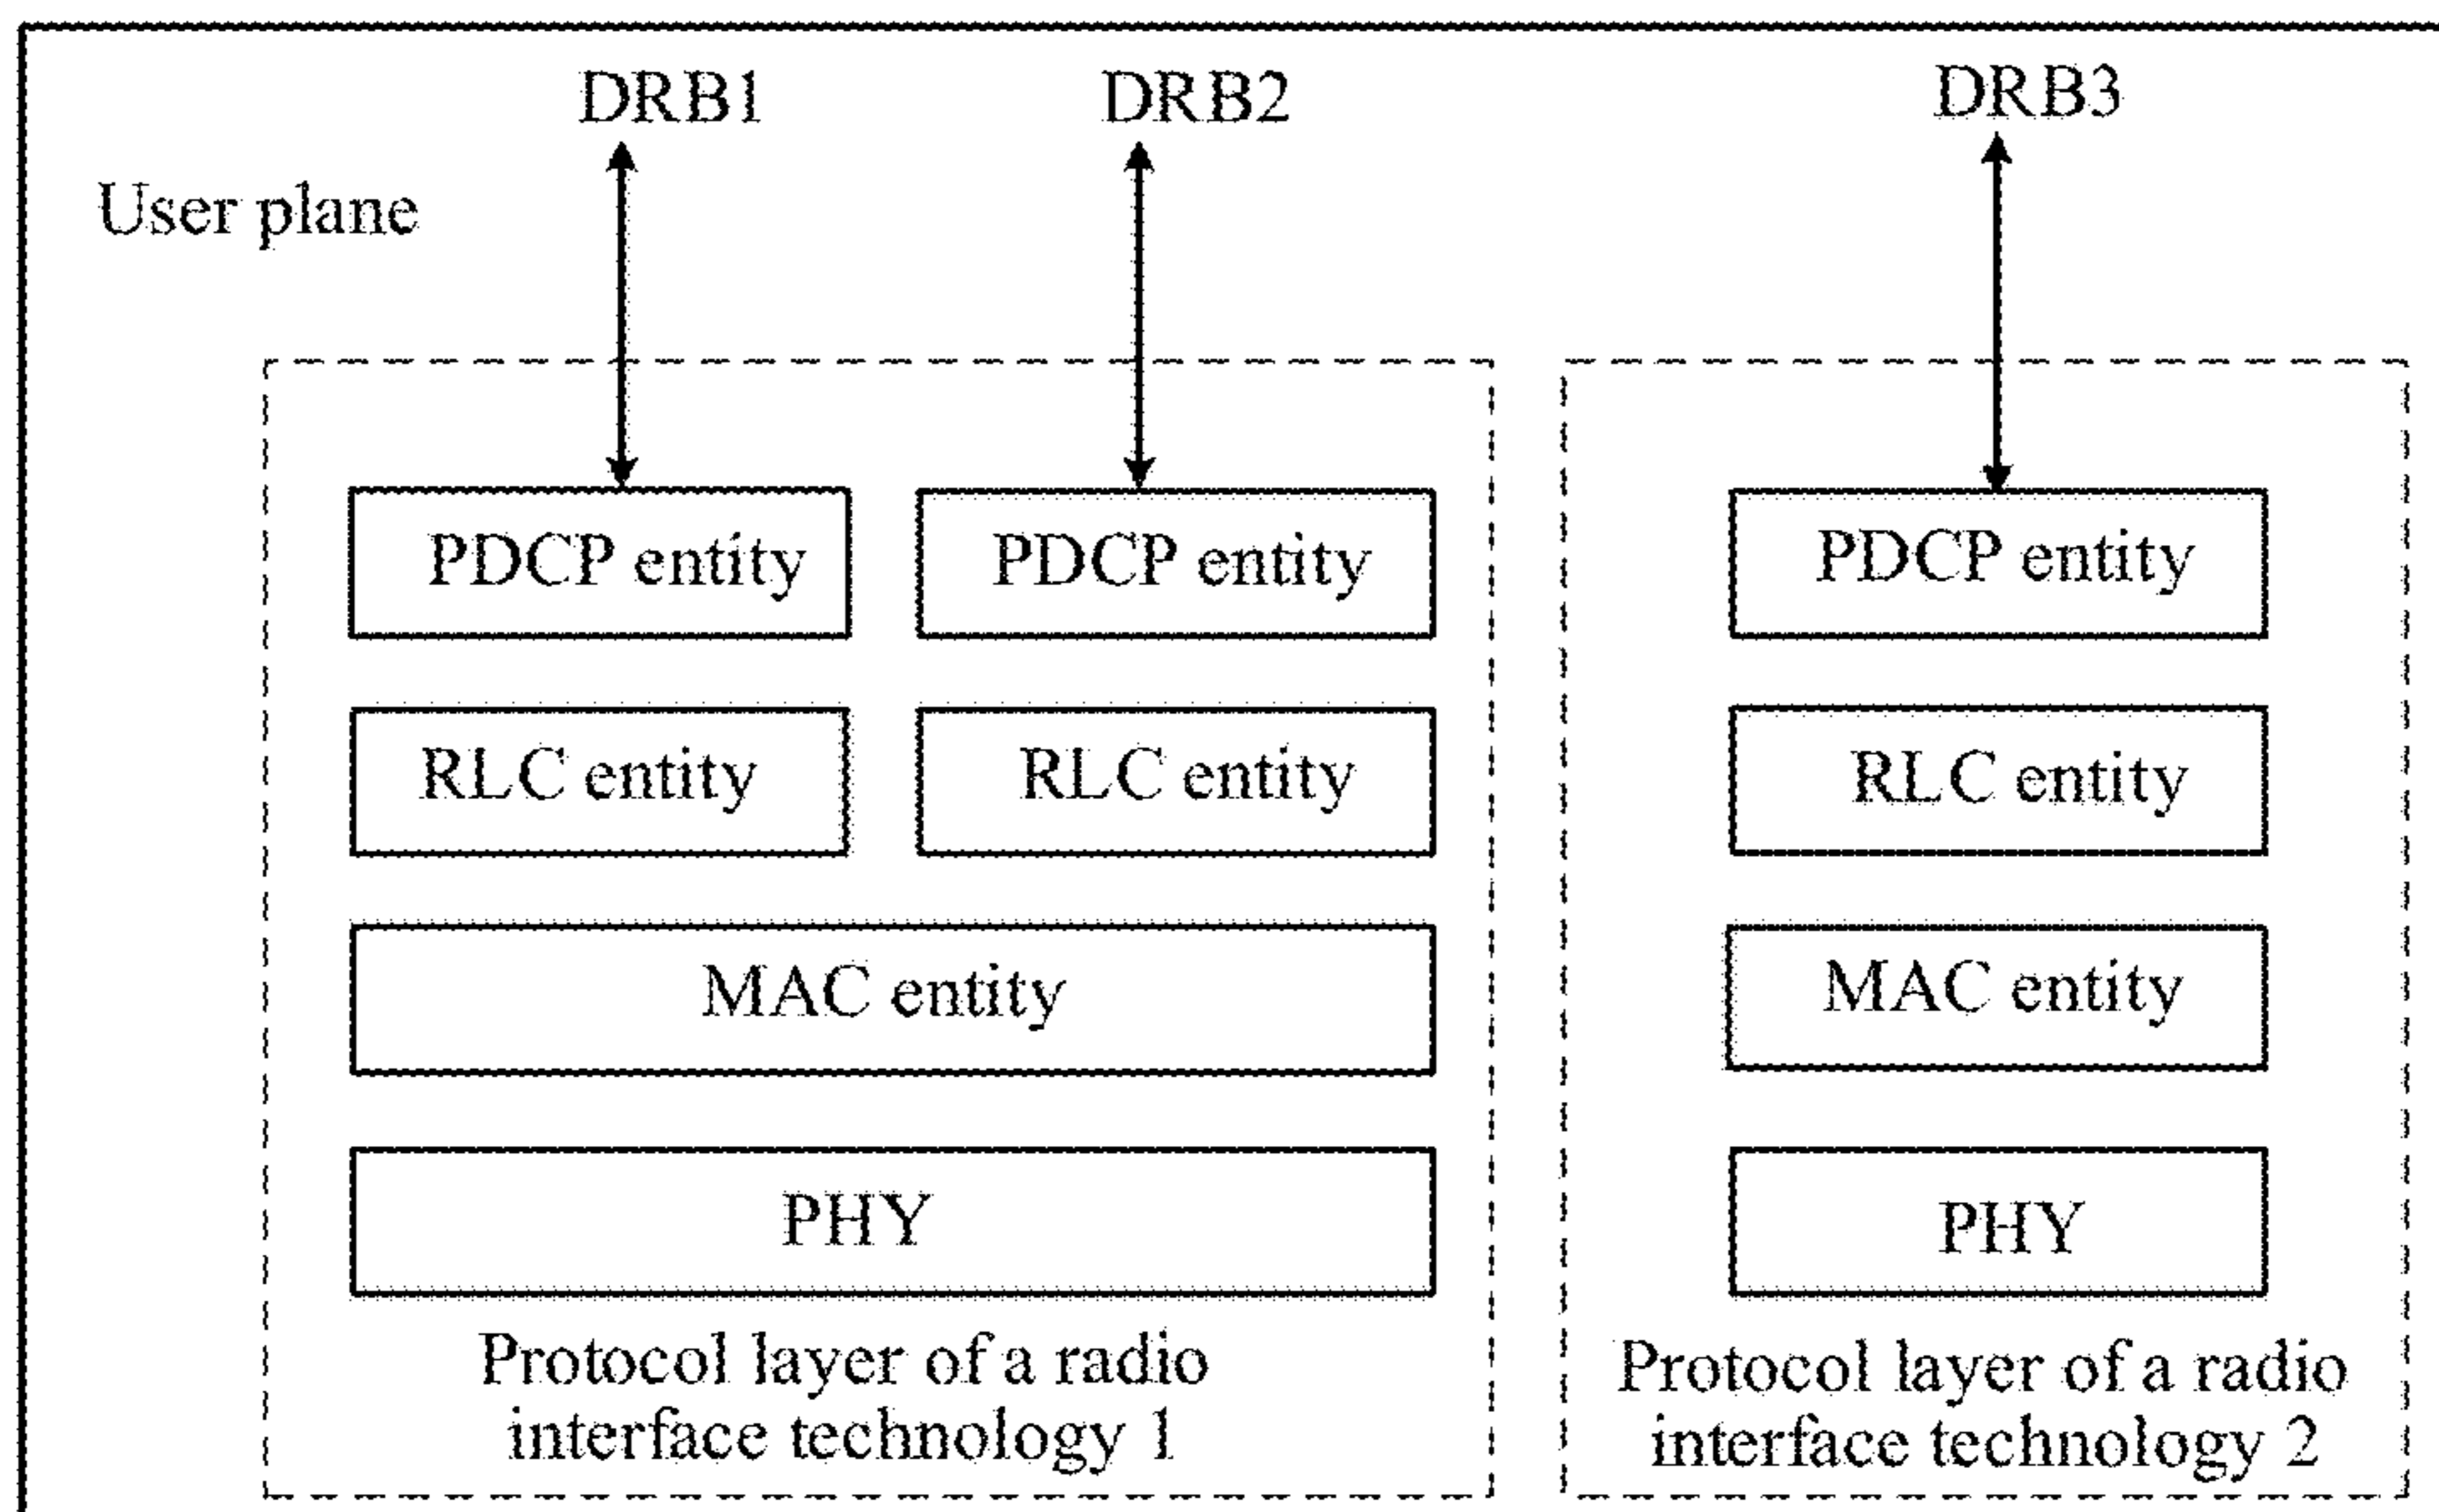 DRB1 DRB2 DRB3
User plane
PDCP entity PDCP entity PDCP entity
RLC entity RLC entity RLC entity
MAC entity MAC entity
PHY PHY
Protocol layer of a radio
interface technology 1
Protocol layer of a radio
interface technology 2